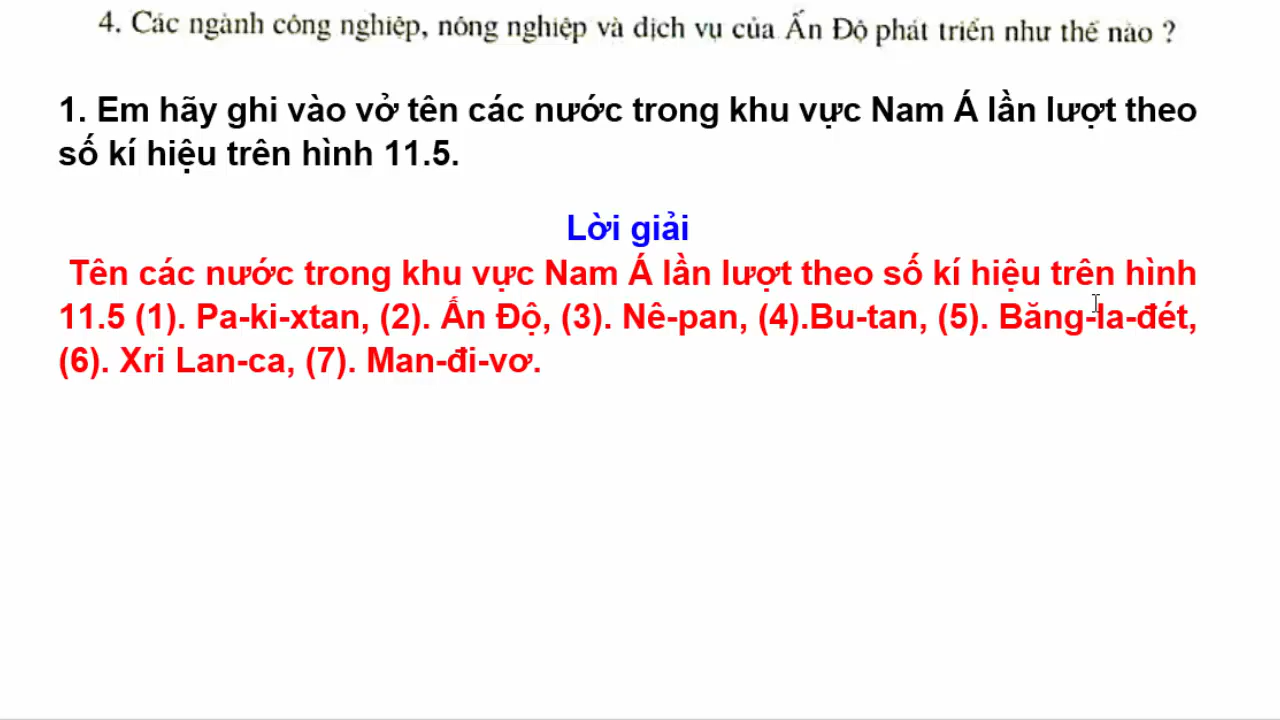 4. Các ngành công nghiệp, nông nghiệp và dịch vụ của Ấn Độ phát triển như thế nào ?
1. Em hãy ghi vào vở tên các nước trong khu vực Nam Á lần lượt theo
số kí hiệu trên hình 11.5.
Lời giải
Tên các nước trong khu vực Nam Á lần lượt theo số kí hiệu trên hình
11.5 (1). Pa-ki-xtan, (2). Ấn Độ, (3). Nê-pan, (4).Bu-tan, (5). Băng-la-đét,
(6). Xri Lan-ca, (7). Man-đi-vơ.